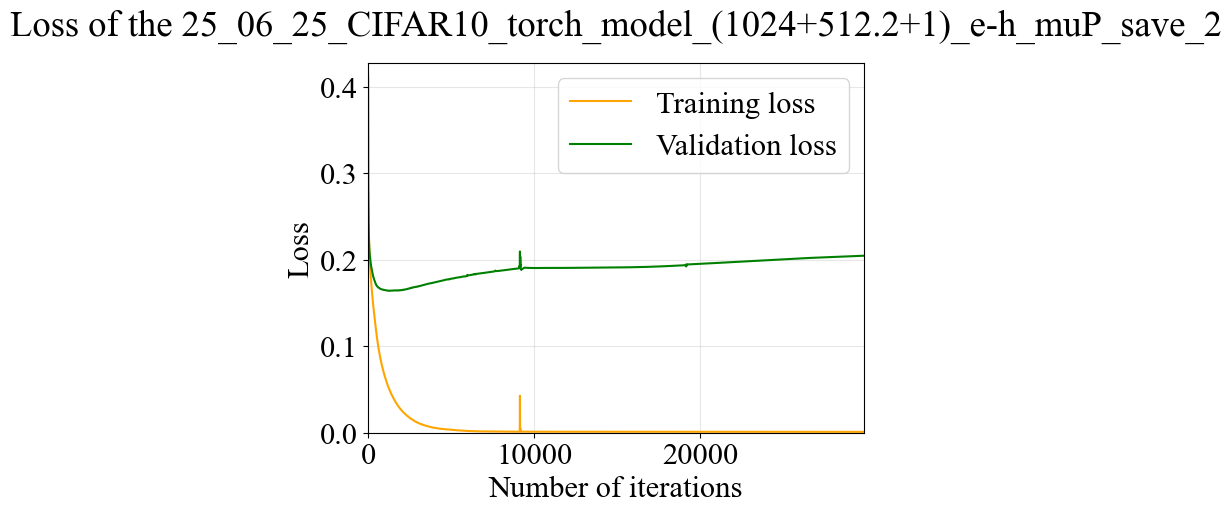 Loss of the 25_06_25_CIFAR10_torch_model_(1024+512.2+1)_e-h_muP_save_2
0.4
0.3
0.2
0.1
0.0
Loss
Training loss
Validation loss
0 10000 20000
Number of iterations